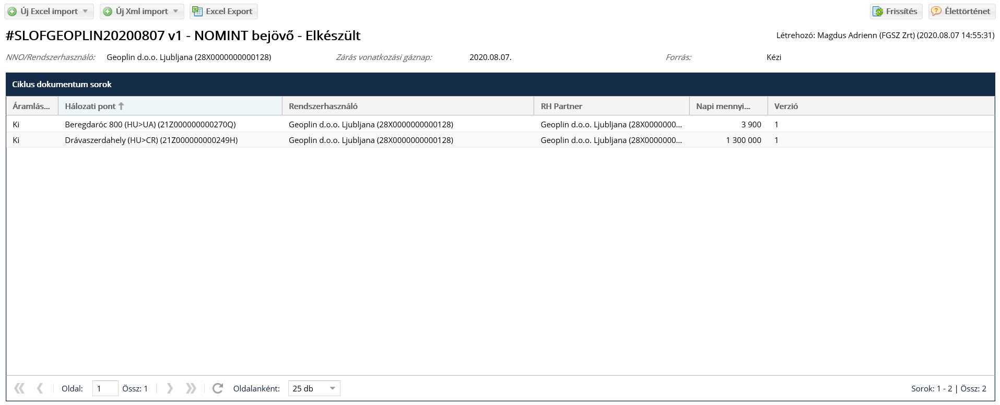 Új Excel import Új Xml import Excel Export Frissítés Élettörténet
#SLOFGEOPLIN20200807 v1 - NOMINT bejövő - Elkészült Létrehozó: Magdus Adrienn (FGSZ Zrt) (2020.08.07 14:55:31)
NNO/Rendszerhasználó: Geoplin d.o.o. Ljubljana (28X0000000000128) Zárás vonatkozási gáznap: 2020.08.07. Forrás: Kézi
Ciklus dokumentum sorok
Áramlás... Hálozati pont Rendszerhasználó RH Partner Napi mennyi... Verzió
Ki Beregdaróc 800 (HU>UA) (21Z000000000270Q) Geoplin d.o.o. Ljubljana (28X0000000000128) Geoplin d.o.o. Ljubljana (28X0000000... 3 900 1
Ki Drávaszerdahely (HU>CR) (21Z000000000249H) Geoplin d.o.o. Ljubljana (28X0000000000128) Geoplin d.o.o. Ljubljana (28X0000000... 1 300 000 1
Oldal: 1 Össz: 1 Oldalanként: 25 db Sorok: 1 - 2 | Össz: 2